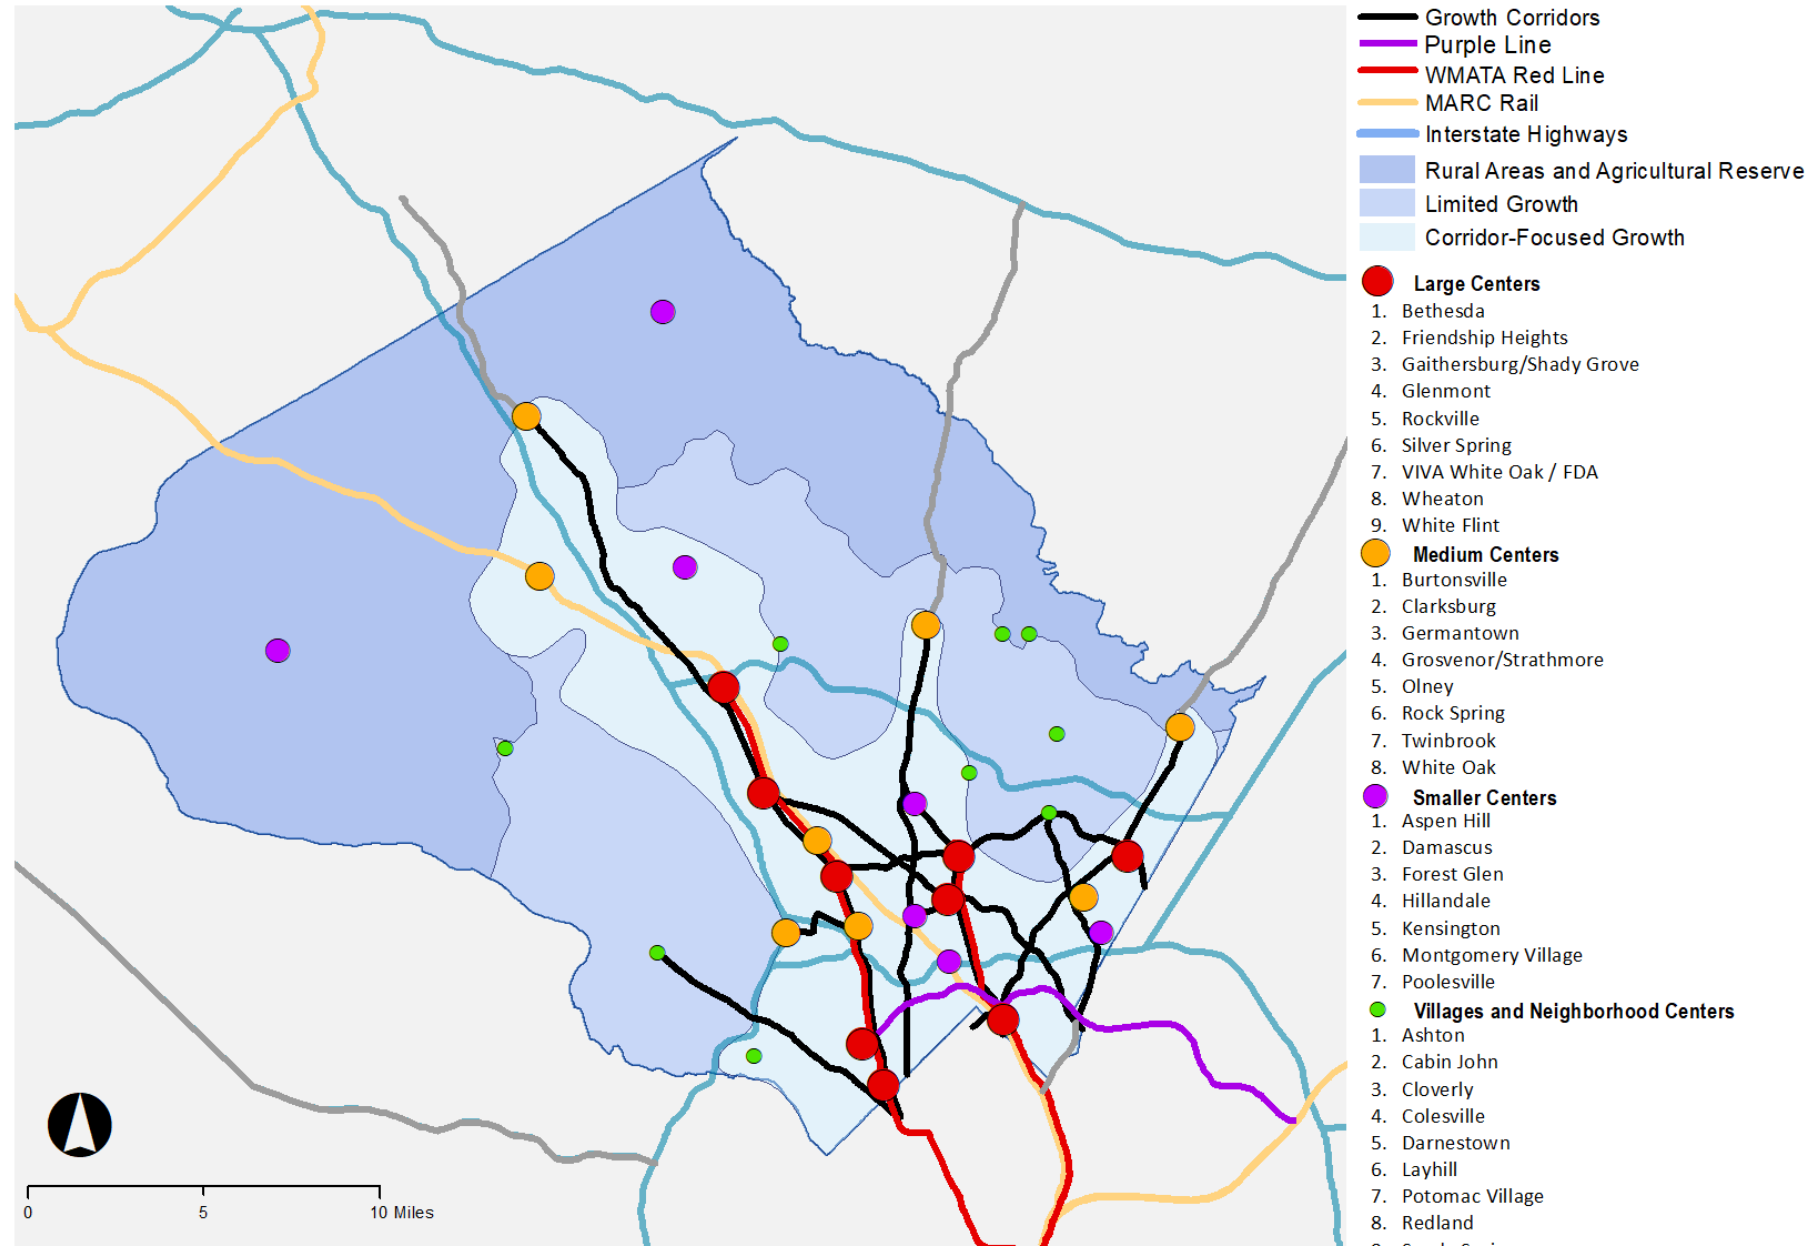 Growth Corridors
Purple Line
WMATA Red Line
MARC Rail
Interstate Highways
Rural Areas and Agricultural Reserve
Limited Growth
Corridor-Focused Growth
Large Centers
1. Bethesda
2. Friendship Heights
3. Gaithersburg/Shady Grove
4. Glenmont
5. Rockville
6. Silver Spring
7. VIVA White Oak / FDA
8. Wheaton
9. White Flint
Medium Centers
1. Burtonsville
2. Clarksburg
3. Germantown
4. Grosvenor/Strathmore
5. Olney
6. Rock Spring
7. Twinbrook
8. White Oak
Smaller Centers
1. Aspen Hill
2. Damascus
3. Forest Glen
4. Hillandale
5. Kensington
6. Montgomery Village
7. Poolesville
Villages and Neighborhood Centers
1. Ashton
2. Cabin John
3. Cloverly
4. Colesville
5. Darnestown
6. Layhill
7. Potomac Village
8. Redland
0 5 10 Miles